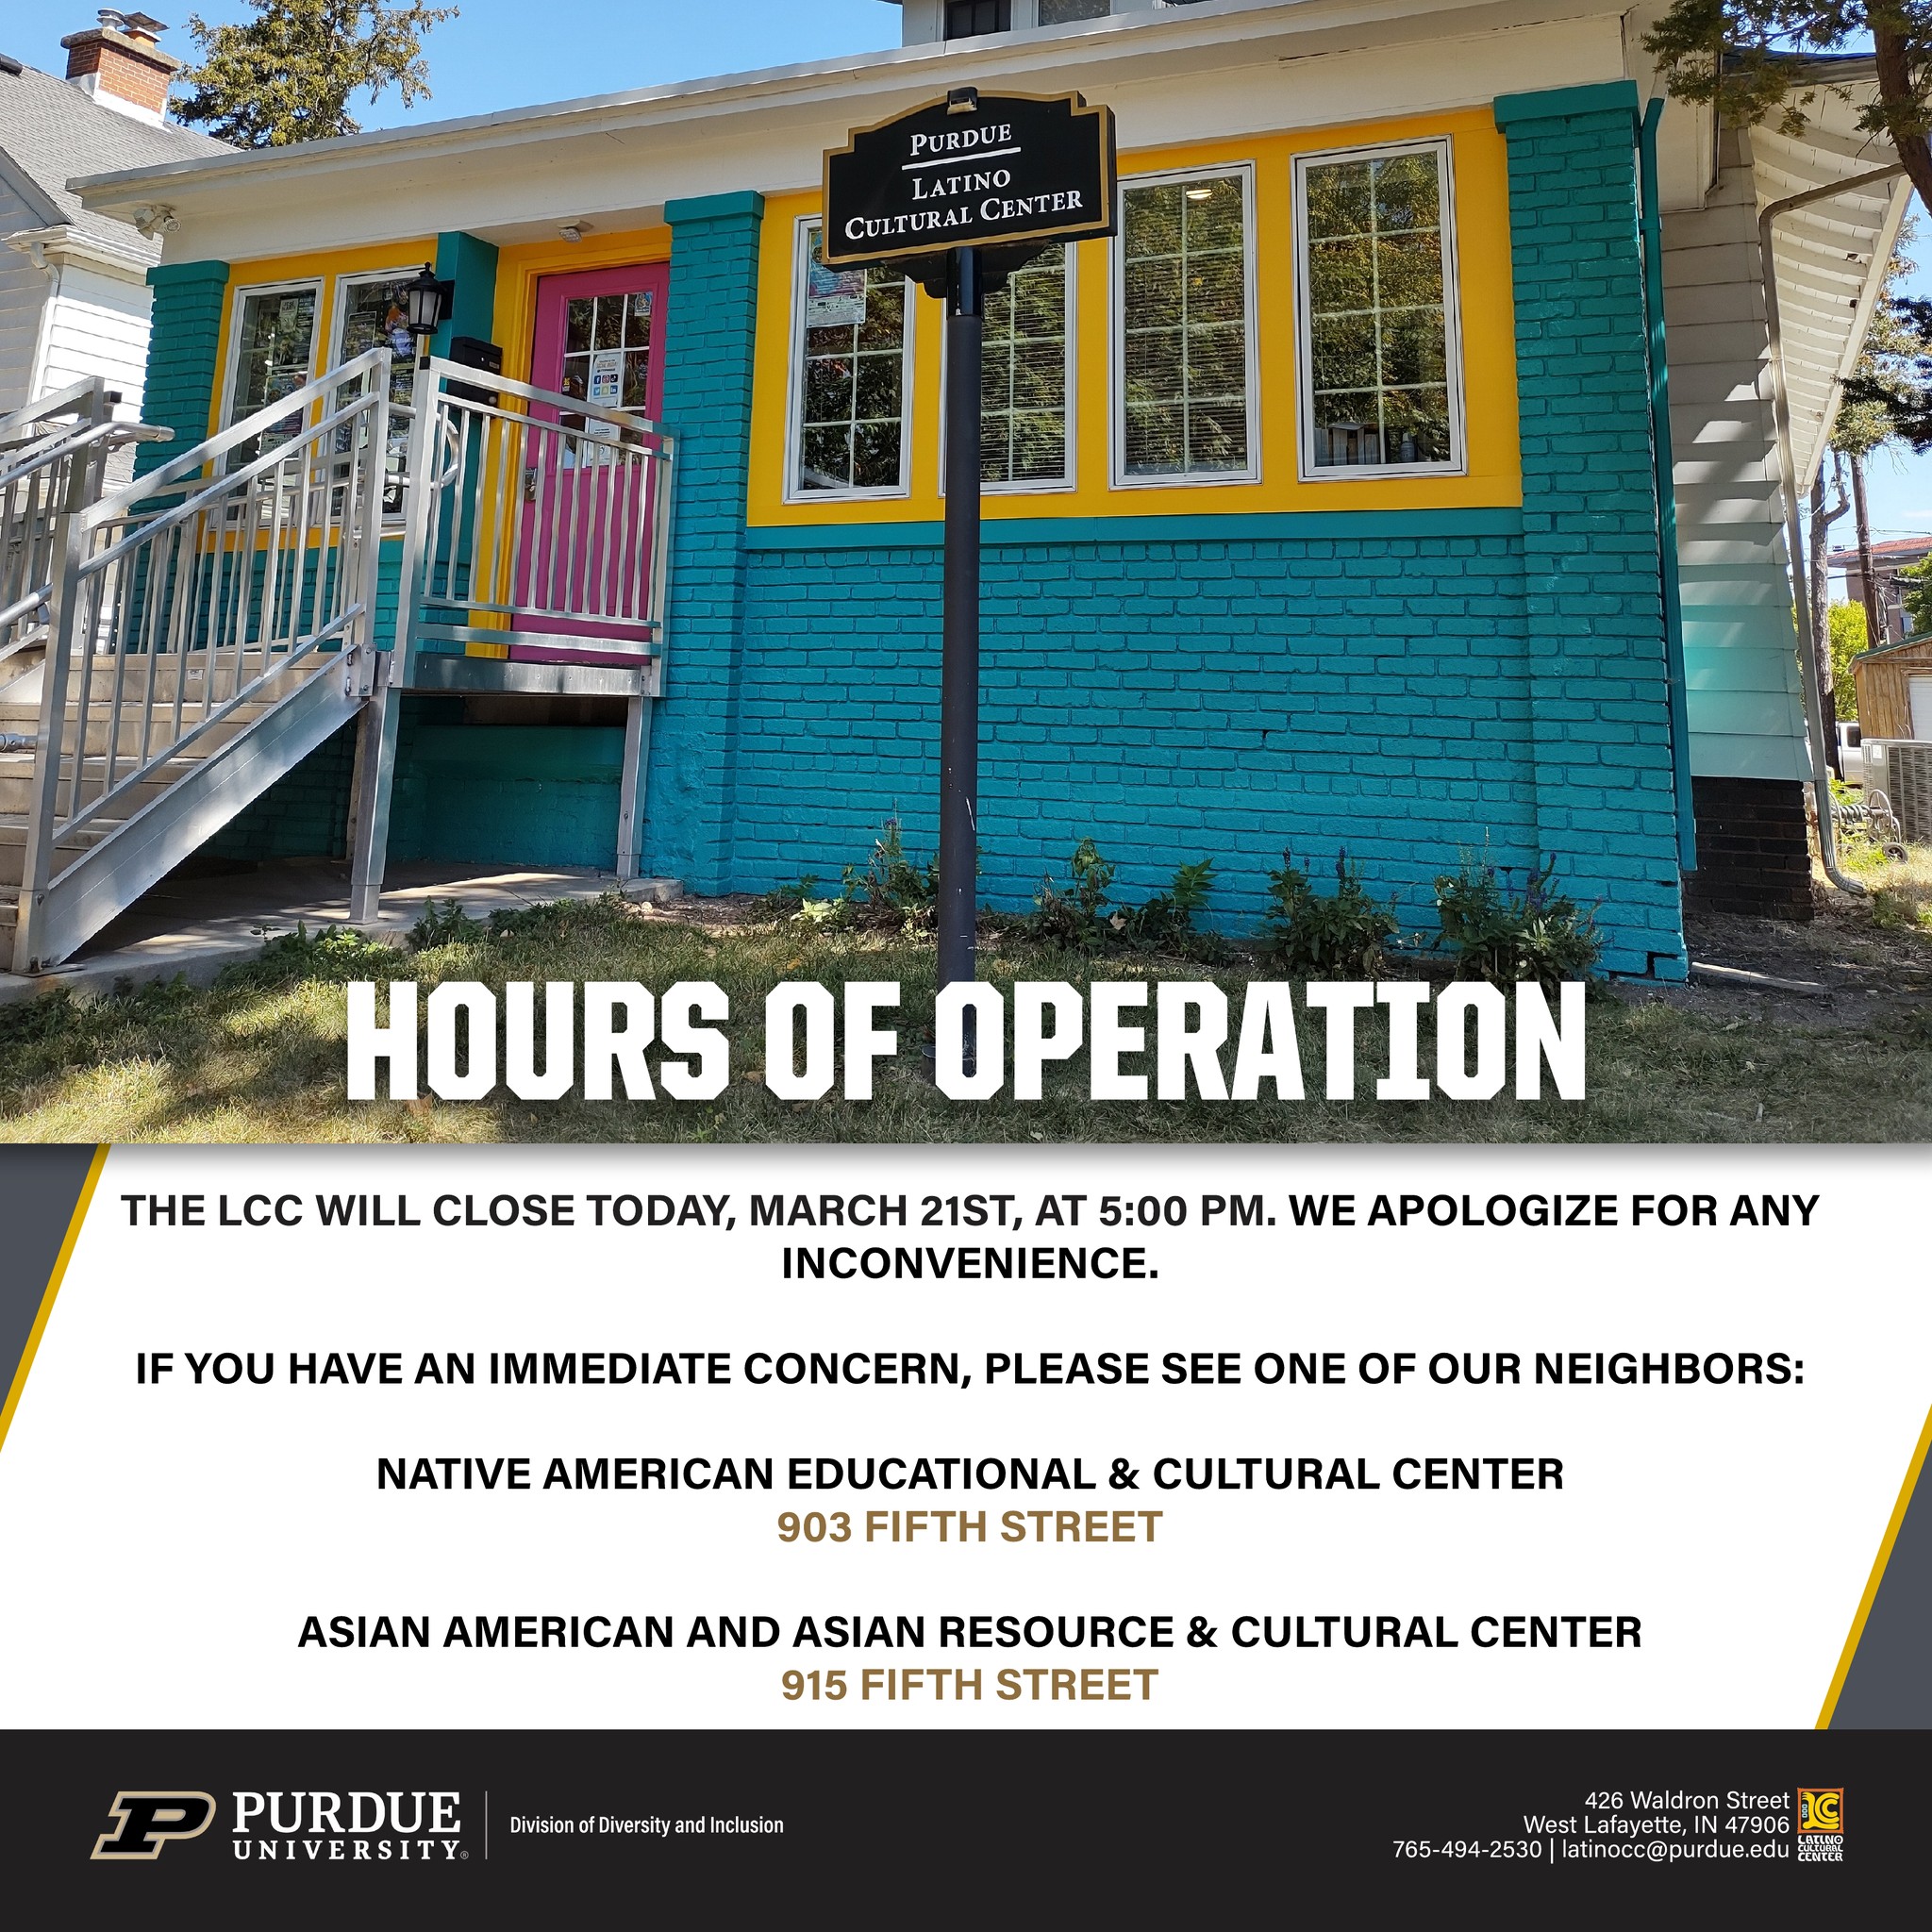 PURDUE
LATINO
CULTURAL CENTER
HOURS OF OPERATION
THE LCC WILL CLOSE TODAY, MARCH 21ST, AT 5:00 PM. WE APOLOGIZE FOR ANY
INCONVENIENCE.
IF YOU HAVE AN IMMEDIATE CONCERN, PLEASE SEE ONE OF OUR NEIGHBORS:
NATIVE AMERICAN EDUCATIONAL & CULTURAL CENTER
903 FIFTH STREET
ASIAN AMERICAN AND ASIAN RESOURCE & CULTURAL CENTER
915 FIFTH STREET
PURDUE
UNIVERSITY®
Division of Diversity and Inclusion
426 Waldron Street
West Lafayette, IN 47906
765-494-2530 | latinocc@purdue.edu
LATINO
CULTURAL
CENTER